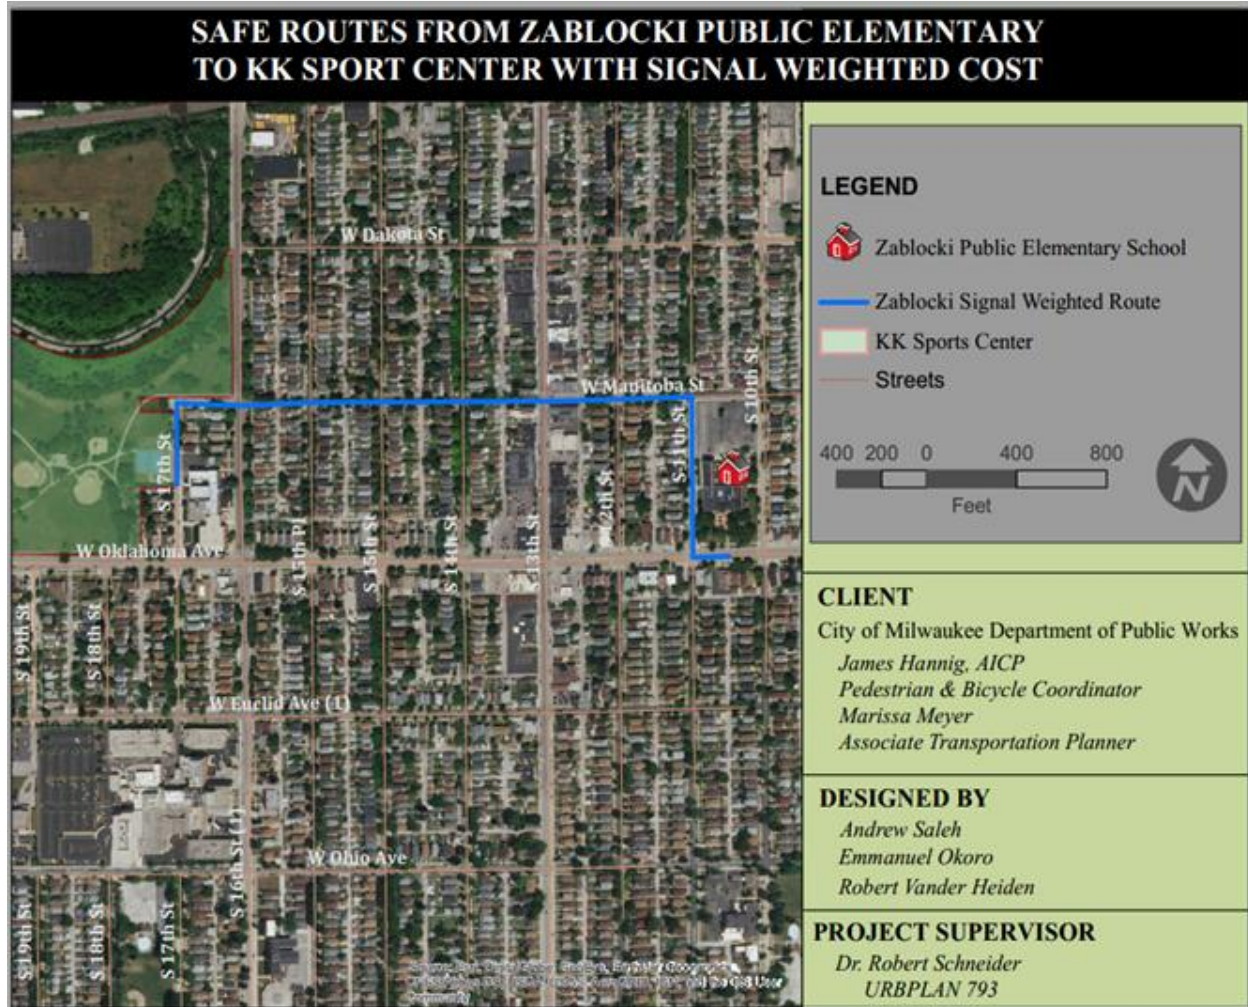 SAFE ROUTES FROM ZABLOCKI PUBLIC ELEMENTARY
TO KK SPORT CENTER WITH SIGNAL WEIGHTED COST
LEGEND
Zablocki Public Elementary School
Zablocki Signal Weighted Route
KK Sports Center
Streets
400 200 0 400 800
Feet
N
CLIENT
City of Milwaukee Department of Public Works
James Hannig, AICP
Pedestrian & Bicycle Coordinator
Marissa Meyer
Associate Transportation Planner
DESIGNED BY
Andrew Saleh
Emmanuel Okoro
Robert Vander Heiden
PROJECT SUPERVISOR
Dr. Robert Schneider
URBPLAN 793
W Dakota St
W Manitoba St
S 10th St
S 11th St
S 17th St
S 15th Pl
S 15th St
S 14th St
S 13th St
W Oklahoma Ave
S 19th St
S 18th St
W Euclid Ave (1)
W Ohio Ave
S 16th St (1)
S 19th St
S 18th St
S 17th St